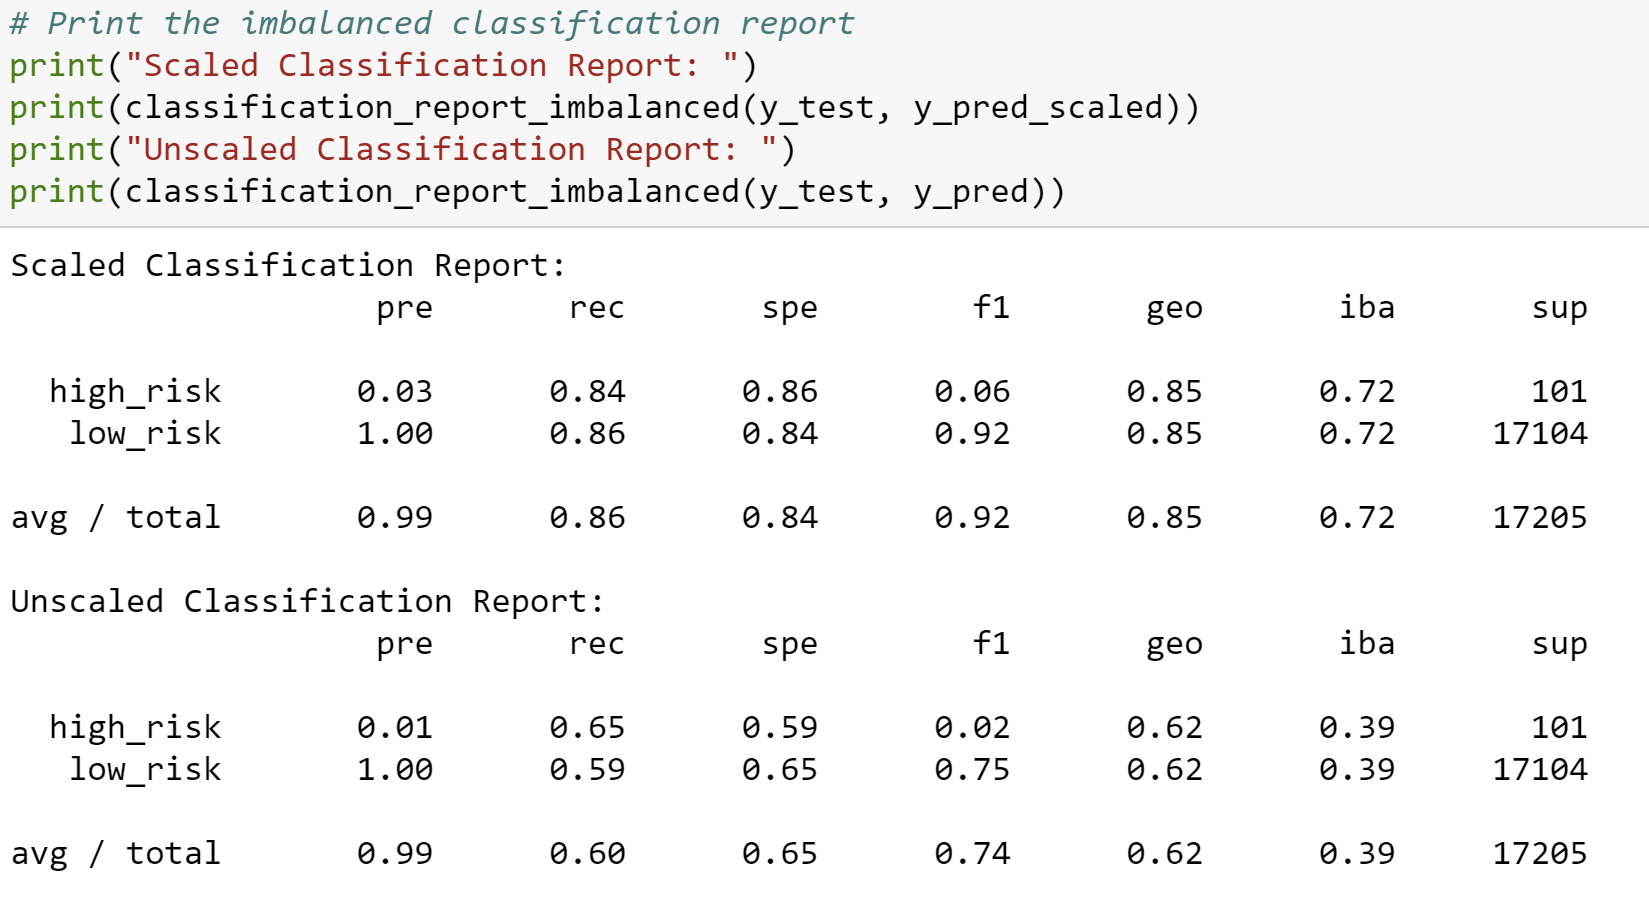 # Print the imbalanced classification report
print("Scaled Classification Report: ")
print(classification_report_imbalanced(y_test, y_pred_scaled))
print("Unscaled Classification Report: ")
print(classification_report_imbalanced(y_test, y_pred))
Scaled Classification Report:
pre rec spe f1 geo iba sup
high_risk 0.03 0.84 0.86 0.06 0.85 0.72 101
low_risk 1.00 0.86 0.84 0.92 0.85 0.72 17104
avg / total 0.99 0.86 0.84 0.92 0.85 0.72 17205
Unscaled Classification Report:
pre rec spe f1 geo iba sup
high_risk 0.01 0.65 0.59 0.02 0.62 0.39 101
low_risk 1.00 0.59 0.65 0.75 0.62 0.39 17104
avg / total 0.99 0.60 0.65 0.74 0.62 0.39 17205